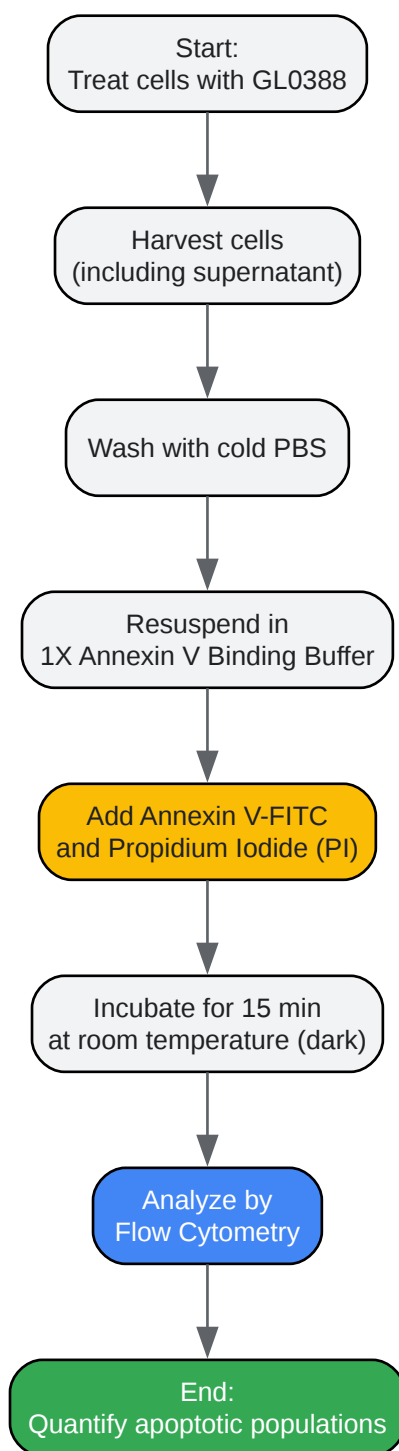 Start:
Treat cells with GL0388
Harvest cells
(including supernatant)
Wash with cold PBS
Resuspend in
1X Annexin V Binding Buffer
Add Annexin V-FITC
and Propidium Iodide (PI)
Incubate for 15 min
at room temperature (dark)
Analyze by
Flow Cytometry
End:
Quantify apoptotic populations